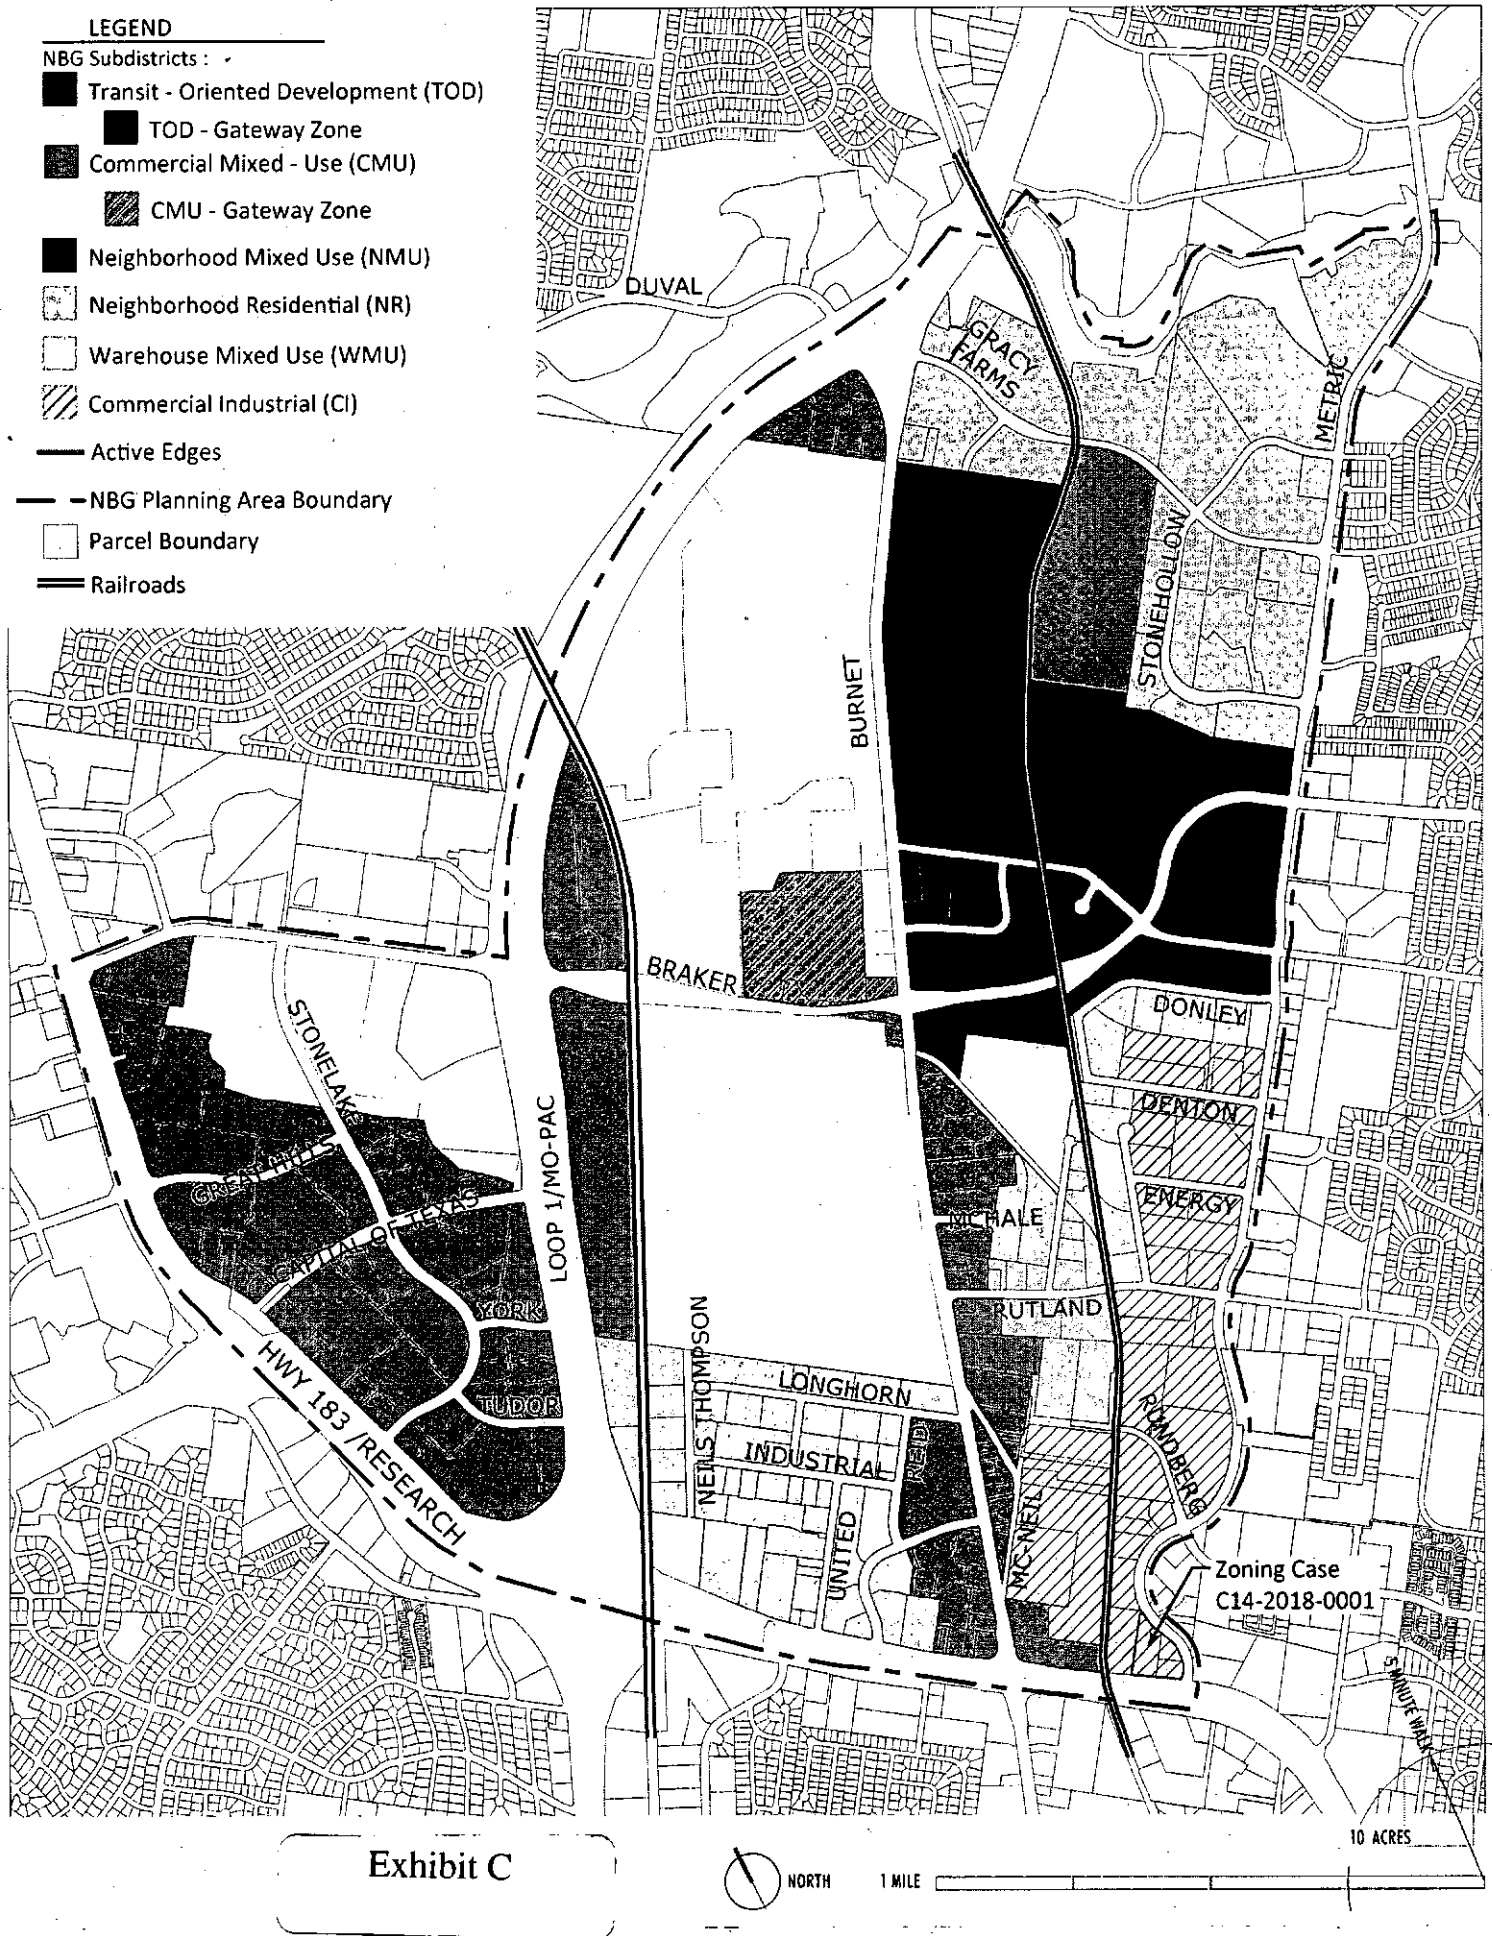 LEGEND
NBG Subdistricts :
Transit - Oriented Development (TOD)
TOD - Gateway Zone
Commercial Mixed - Use (CMU)
CMU - Gateway Zone
Neighborhood Mixed Use (NMU)
Neighborhood Residential (NR)
Warehouse Mixed Use (WMU)
Commercial Industrial (CI)
Active Edges
NBG Planning Area Boundary
Parcel Boundary
Railroads
DUVAL
GRACY
FARMS
METRIC
STONEHOLLOW
BURNET
BRAKER
DONLEY
STONELAKE
DENTON
GREAT HILLS
ENERGY
CAPITAL OF TEXAS
LOOP 1/MO-PAC
MCHALE
YORK
RUTLAND
HWY 183 /RESEARCH
NEILS THOMPSON
LONGHORN
TUDOR
RUNDBERG
INDUSTRIAL
REID
UNITED
MC-NEIL
Zoning Case
C14-2018-0001
5 MINUTE WALK
10 ACRES
Exhibit C
NORTH
1 MILE